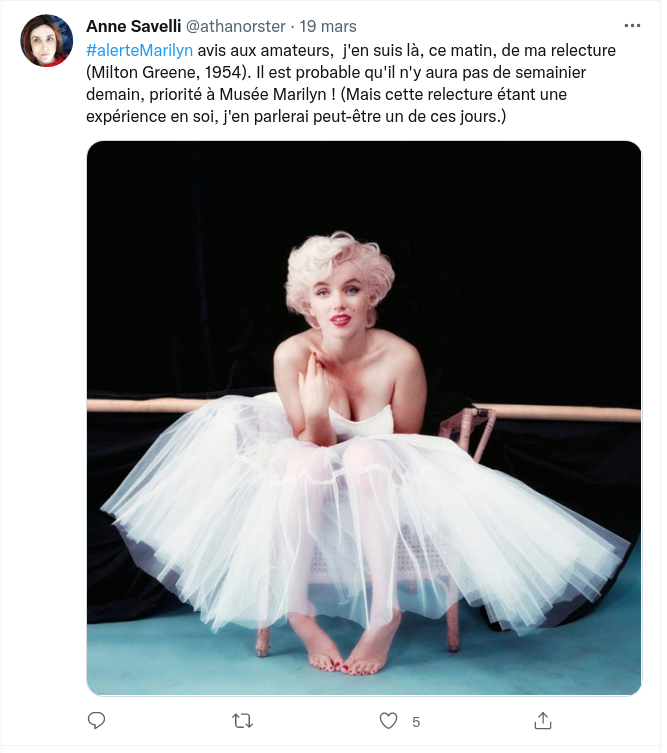 Anne Savelli @athanorster · 19 mars
#alerteMarilyn avis aux amateurs,  j'en suis là, ce matin, de ma relecture
(Milton Greene, 1954). Il est probable qu'il n'y aura pas de semainier
demain, priorité à Musée Marilyn ! (Mais cette relecture étant une
expérience en soi, j'en parlerai peut-être un de ces jours.)
5